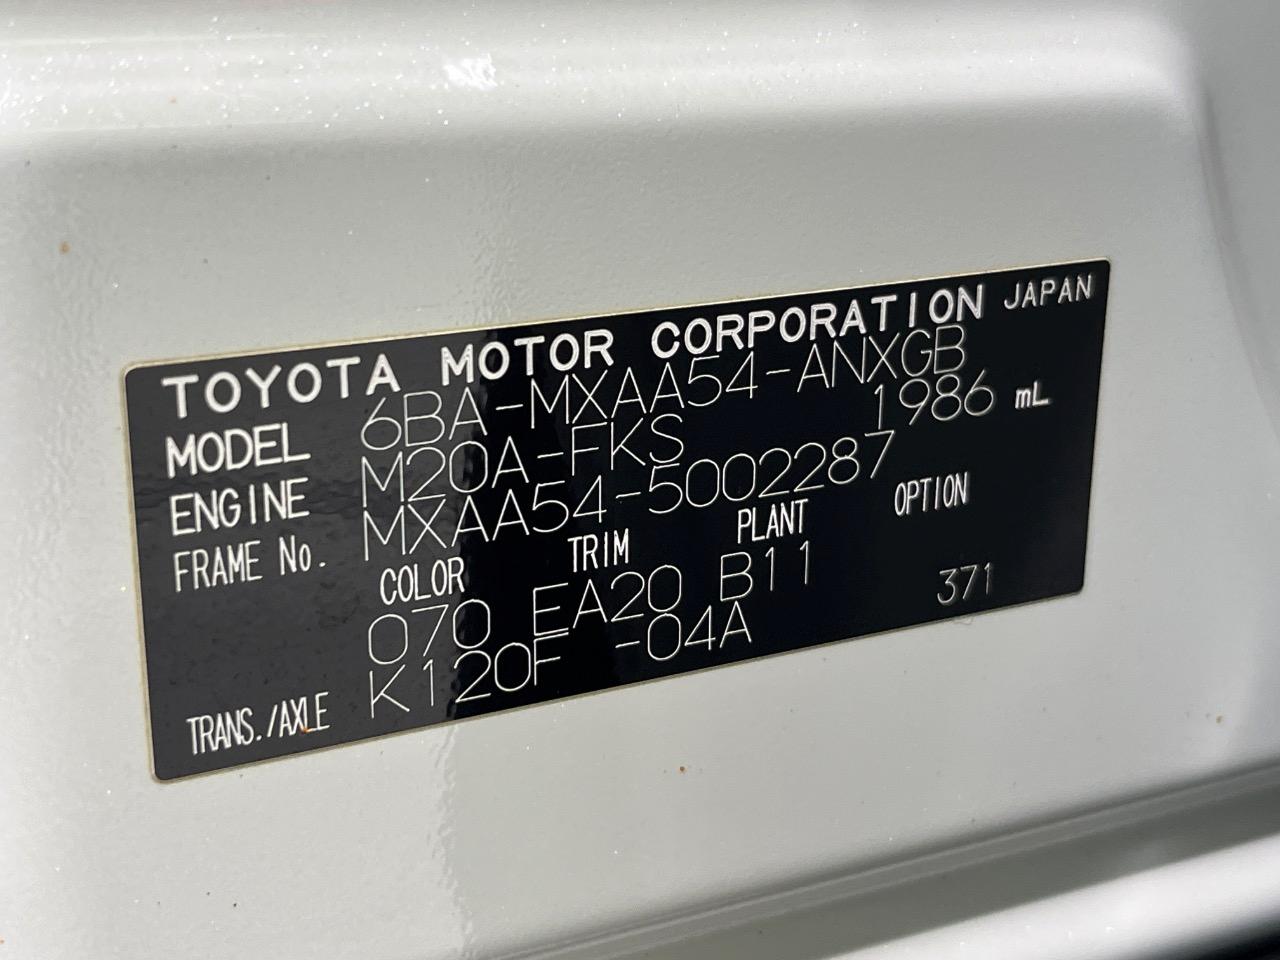 TOYOTA MOTOR CORPORATION JAPAN
MODEL 6BA-MXAA54-ANXGB
ENGINE M20A-FKS 1986 mL
FRAME No. MXAA54-5002287
COLOR TRIM PLANT OPTION
070 EA20 B11 371
TRANS./AXLE K120F -04A